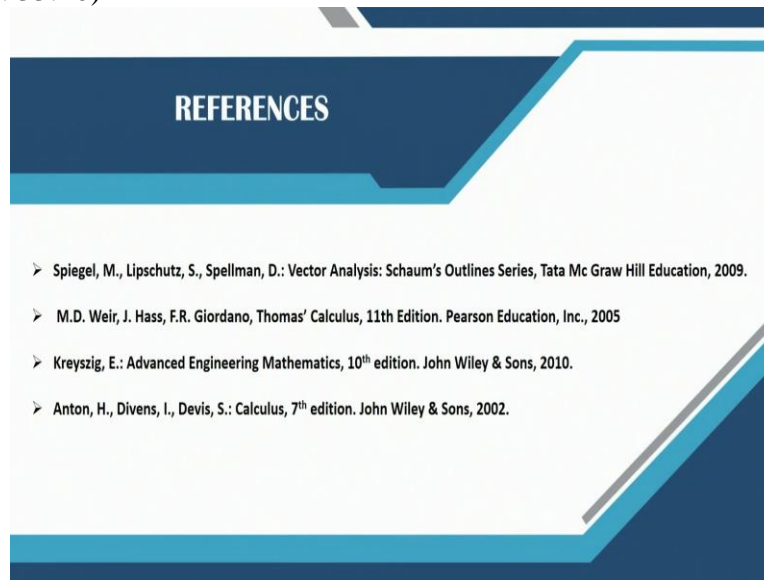 REFERENCES
➢ Spiegel, M., Lipschutz, S., Spellman, D.: Vector Analysis: Schaum’s Outlines Series, Tata Mc Graw Hill Education, 2009.
➢ M.D. Weir, J. Hass, F.R. Giordano, Thomas’ Calculus, 11th Edition. Pearson Education, Inc., 2005
➢ Kreyszig, E.: Advanced Engineering Mathematics, 10th edition. John Wiley & Sons, 2010.
➢ Anton, H., Divens, I., Devis, S.: Calculus, 7th edition. John Wiley & Sons, 2002.